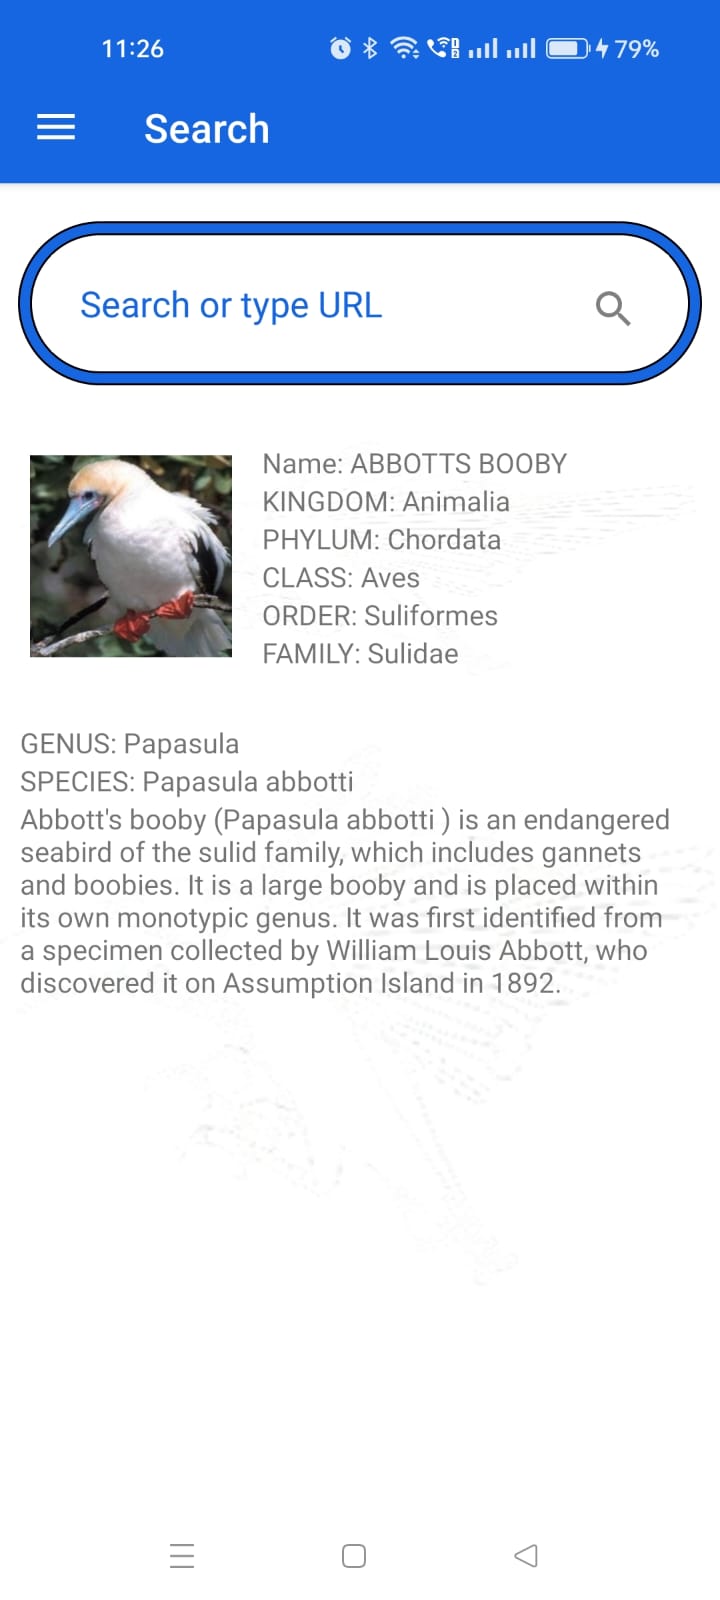 11:26
79%
Search
Search or type URL
Name: ABBOTTS BOOBY
KINGDOM: Animalia
PHYLUM: Chordata
CLASS: Aves
ORDER: Suliformes
FAMILY: Sulidae
GENUS: Papasula
SPECIES: Papasula abbotti
Abbott's booby (Papasula abbotti ) is an endangered
seabird of the sulid family, which includes gannets
and boobies. It is a large booby and is placed within
its own monotypic genus. It was first identified from
a specimen collected by William Louis Abbott, who
discovered it on Assumption Island in 1892.